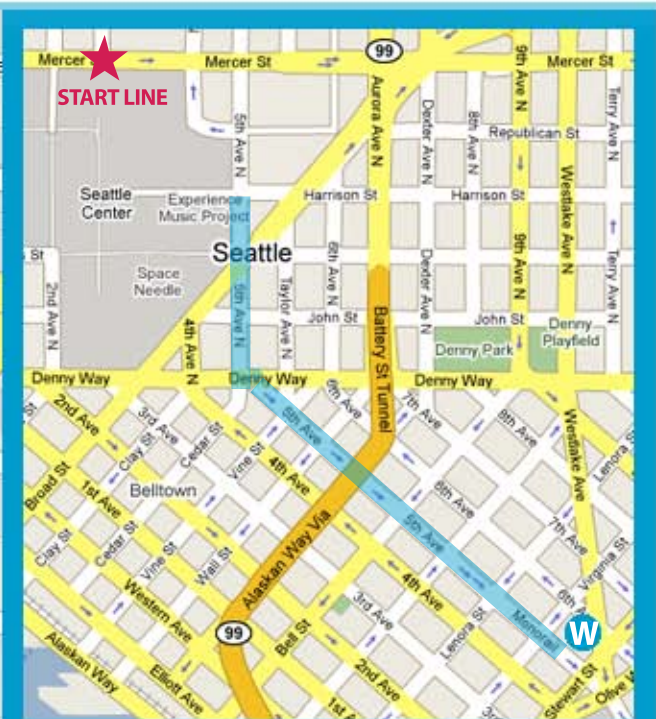 Mercer St
Mercer St
99
Mercer St
START LINE
5th Ave N
Aurora Ave N
Dexter Ave N
8th Ave N
9th Ave N
Republican St
Terry Ave N
Westlake Ave N
Seattle
Center
Experience
Music Project
Harrison St
Harrison St
Seattle
Space
Needle
St
2nd Ave N
4th Ave N
5th Ave N
Taylor Ave N
6th Ave N
John St
Battery St Tunnel
Dexter Ave N
9th Ave N
John St
Terry Ave N
Denny Park
Denny
Playfield
Denny Way
Denny Way
Denny Way
2nd Ave
3rd Ave
Clay St
Cedar St
Vine St
5th Ave
6th Ave
7th Ave
8th Ave
Westlake Ave
Lenora St
Broad St
1st Ave
4th Ave
Belltown
6th Ave
7th Ave
Virginia St
Clay St
Cedar St
Vine St
Wall St
Alaskan Way Via
5th Ave
4th Ave
6th
Western Ave
3rd Ave
Lenora St
Monorail
W
99
Bell St
Alaskan Way
Elliott Ave
2nd Ave
1st A
3r
Stewart St
Olive W